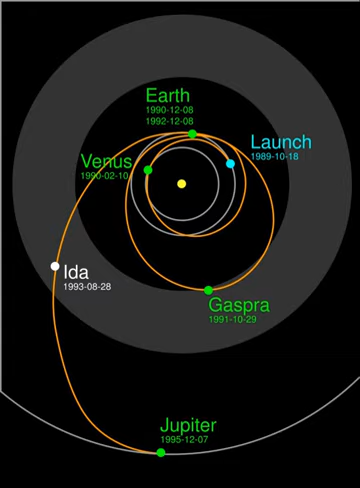 Earth
1990-12-08
1992-12-08
Launch
1989-10-18
Venus
1990-02-10
Ida
1993-08-28
Gaspra
1991-10-29
Jupiter
1995-12-07